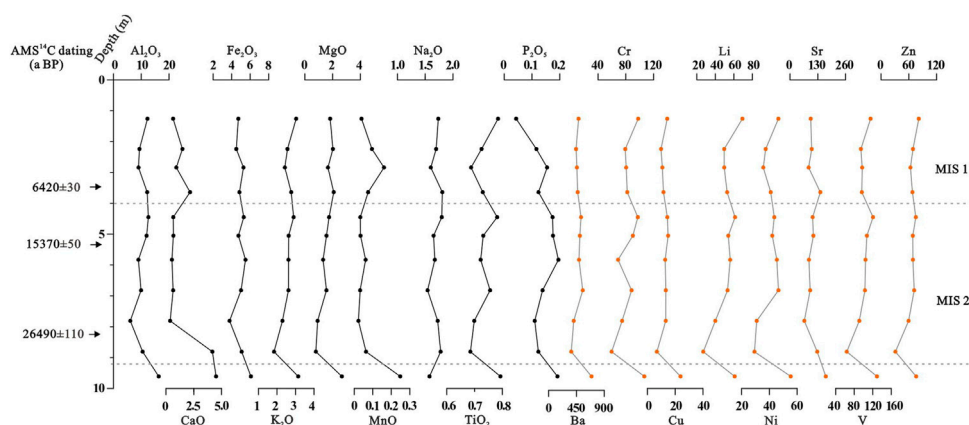 AMS¹⁴C dating
(a BP)
Depth (m)
Al₂O₃ Fe₂O₃ MgO Na₂O P₂O₅ Cr Li Sr Zn
0 10 20 2 4 6 8 0 2 4 1.0 1.5 2.0 0 0.1 0.2 40 80 120 20 40 60 80 0 130 260 0 60 120
0
MIS 1
6420±30
5
15370±50
MIS 2
26490±110
10
0 2.5 5.0 1 2 3 4 0 0.1 0.2 0.3 0.6 0.7 0.8 0 450 900 0 20 40 20 40 60 40 80 120 160
CaO K₂O MnO TiO₂ Ba Cu Ni V